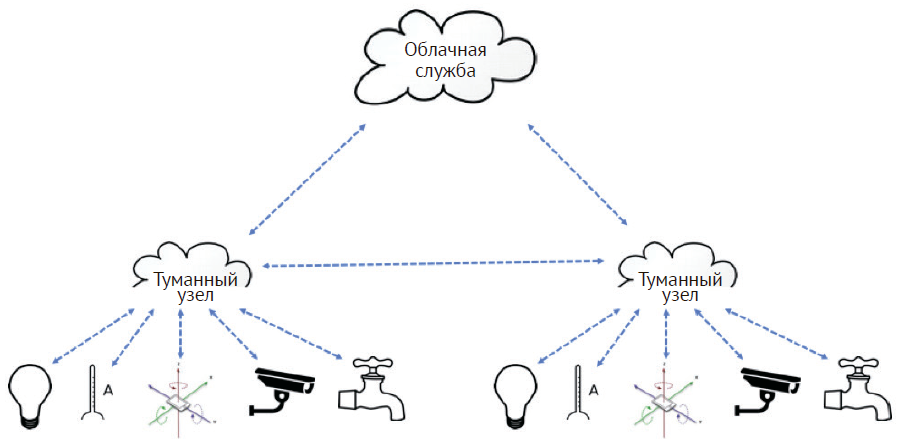 Облачная
служба
Туманный
узел
Туманный
узел
A
A